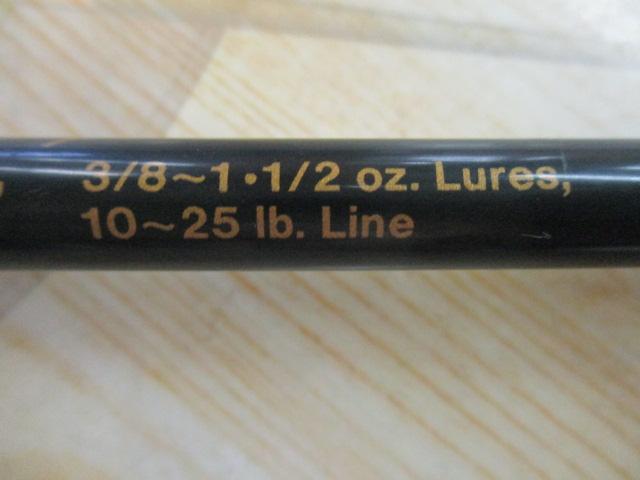 3/8~1•1/2 oz. Lures,
10~25 lb. Line